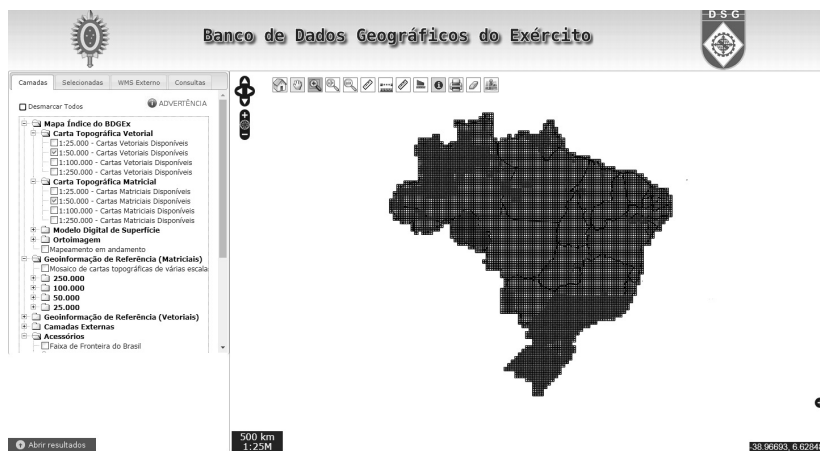 Banco de Dados Geográficos do Exército
D S G
Camadas
Selecionadas
WMS Externo
Consultas
Desmarcar Todos
ADVERTÊNCIA
Mapa Índice do BDGEx
Carta Topográfica Vetorial
1:25.000 - Cartas Vetoriais Disponíveis
1:50.000 - Cartas Vetoriais Disponíveis
1:100.000 - Cartas Vetoriais Disponíveis
1:250.000 - Cartas Vetoriais Disponíveis
Carta Topográfica Matricial
1:25.000 - Cartas Matriciais Disponíveis
1:50.000 - Cartas Matriciais Disponíveis
1:100.000 - Cartas Matriciais Disponíveis
1:250.000 - Cartas Matriciais Disponíveis
Modelo Digital de Superfície
Ortoimagem
Mapeamento em andamento
Geoinformação de Referência (Matriciais)
Mosaico de cartas topográficas de várias escala
250.000
100.000
50.000
25.000
Geoinformação de Referência (Vetoriais)
Camadas Externas
Acessórios
Faixa de Fronteira do Brasil
Abrir resultados
500 km
1:25M
-38.96693, 6.62848